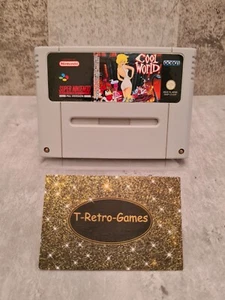 Nintendo
COOL
WORLD
ocean
SUPER NINTENDO
T-Retro-Games